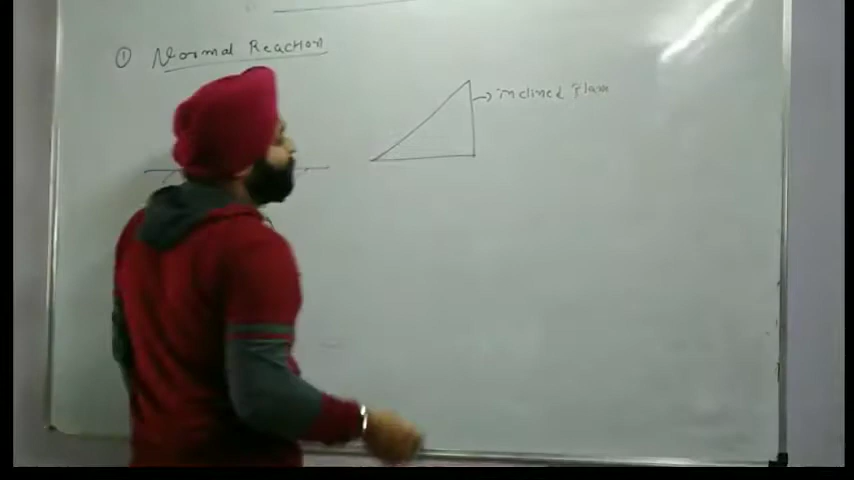 ① Normal Reaction
→ inclined Plane